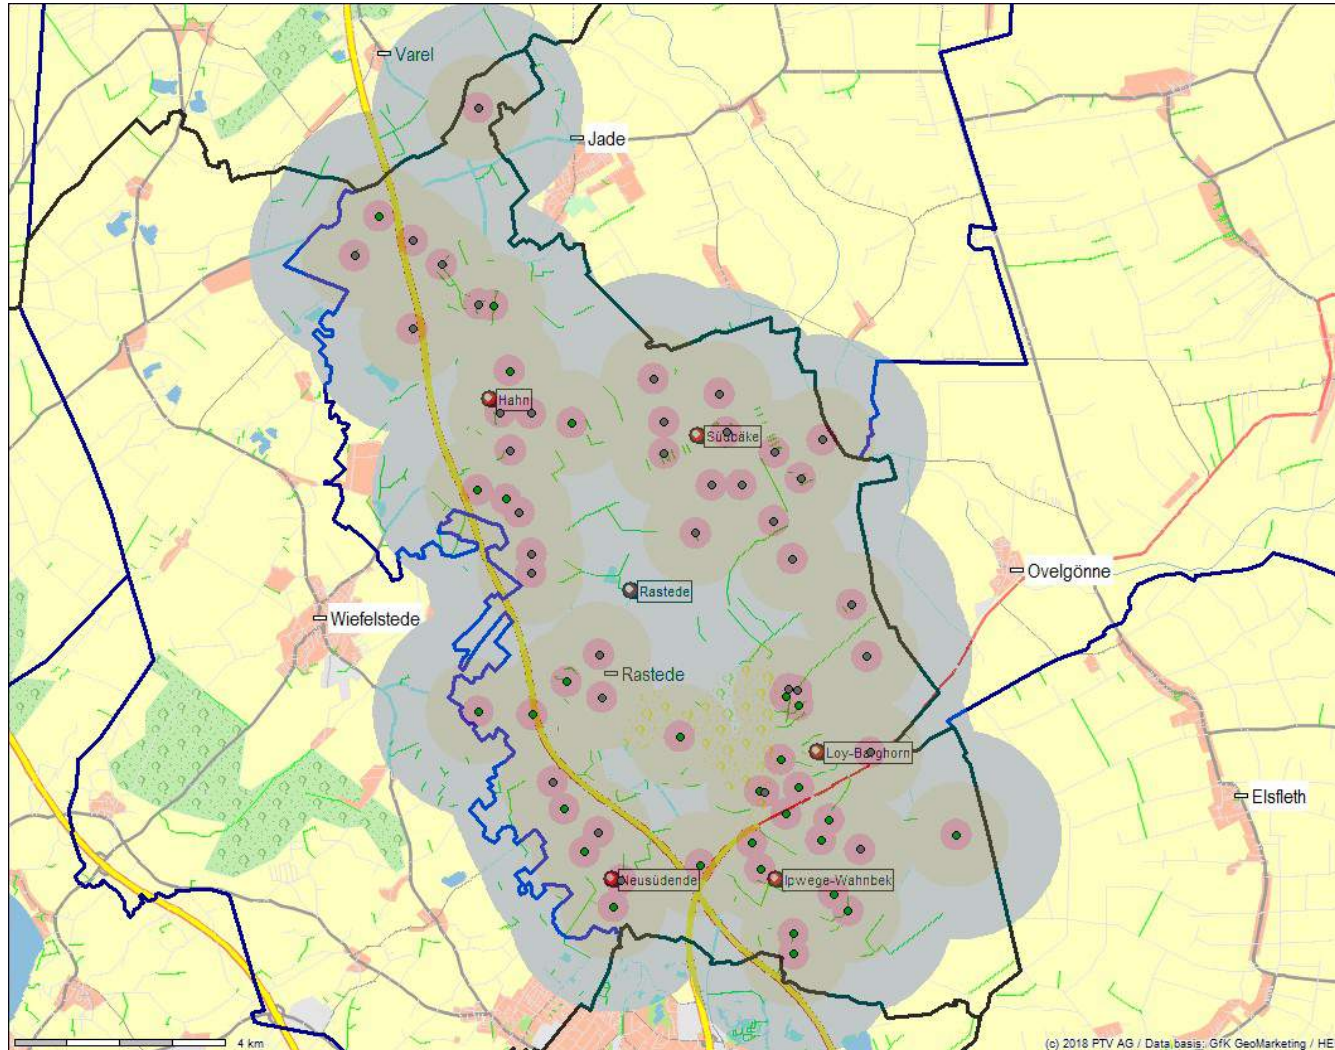 Varel
Jade
Hahn
Südbäke
Ovelgönne
Rastede
Wiefelstede
Rastede
Loy-Barghorn
Elsfleth
Neusüdende
Ipwege-Wahnbek
4 km
(c) 2018 PTV AG / Data basis: GfK GeoMarketing / HE